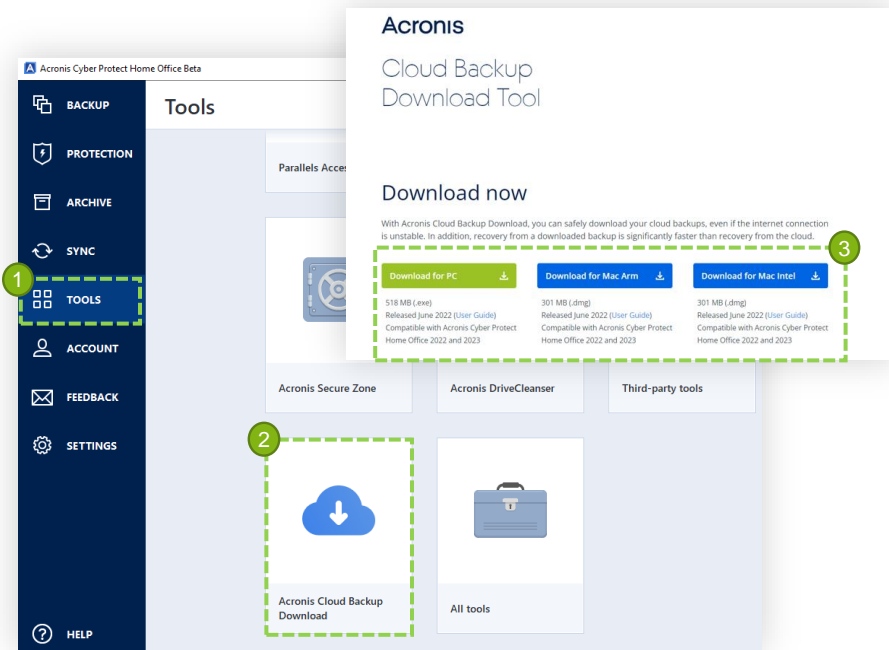 Acronis
Cloud Backup
Download Tool
Download now
With Acronis Cloud Backup Download, you can safely download your cloud backups, even if the internet connection
is unstable. In addition, recovery from a downloaded backup is significantly faster than recovery from the cloud.
3
Download for PC
518 MB (.exe)
Released June 2022 (User Guide)
Compatible with Acronis Cyber Protect
Home Office 2022 and 2023
Download for Mac Arm
301 MB (.dmg)
Released June 2022 (User Guide)
Compatible with Acronis Cyber Protect
Home Office 2022 and 2023
Download for Mac Intel
301 MB (.dmg)
Released June 2022 (User Guide)
Compatible with Acronis Cyber Protect
Home Office 2022 and 2023
A Acronis Cyber Protect Home Office Beta
BACKUP
PROTECTION
ARCHIVE
SYNC
1
TOOLS
ACCOUNT
FEEDBACK
SETTINGS
? HELP
Tools
Parallels Acces
Acronis Secure Zone
Acronis DriveCleanser
Third-party tools
2
Acronis Cloud Backup
Download
All tools